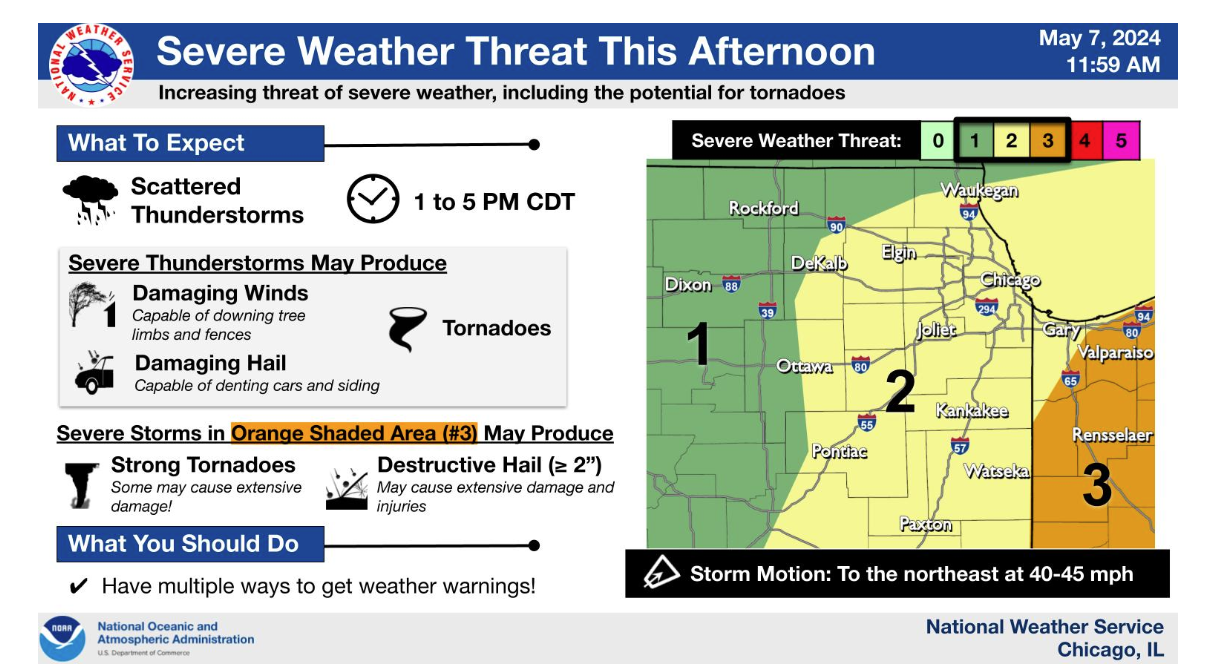 NATIONAL WEATHER SERVICE
Severe Weather Threat This Afternoon
May 7, 2024
11:59 AM
Increasing threat of severe weather, including the potential for tornadoes
What To Expect
Scattered
Thunderstorms
1 to 5 PM CDT
Severe Thunderstorms May Produce
Damaging Winds
Capable of downing tree
limbs and fences
Tornadoes
Damaging Hail
Capable of denting cars and siding
Severe Storms in Orange Shaded Area (#3) May Produce
Strong Tornadoes
Some may cause extensive
damage!
Destructive Hail (≥ 2”)
May cause extensive damage and
injuries
What You Should Do
✔ Have multiple ways to get weather warnings!
Severe Weather Threat: 0 1 2 3 4 5
Waukegan
Rockford
94
90
Elgin
DeKalb
Dixon
88
Chicago
39
294
94
1
Joliet
Gary
80
Valparaiso
Ottawa
80
65
2
Kankakee
55
Rensselaer
Pontiac
57
Watseka
3
Paxton
Storm Motion: To the northeast at 40-45 mph
NOAA
National Oceanic and
Atmospheric Administration
U.S. Department of Commerce
National Weather Service
Chicago, IL